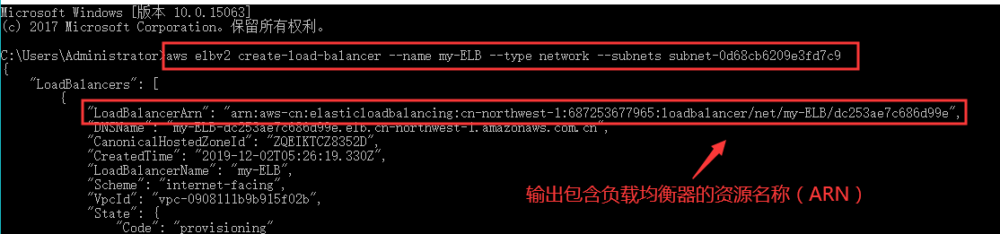 Microsoft Windows [版本 10.0.15063]
(c) 2017 Microsoft Corporation。保留所有权利。
C:\Users\Administrator>aws elbv2 create-load-balancer --name my-ELB --type network --subnets subnet-0d68cb6209e3fd7c9
{
"LoadBalancers": [
{
"LoadBalancerArn": "arn:aws-cn:elasticloadbalancing:cn-northwest-1:687253677965:loadbalancer/net/my-ELB/dc253ae7c686d99e",
"DNSName": "my-ELB-dc253ae7c686d99e.elb.cn-northwest-1.amazonaws.com.cn",
"CanonicalHostedZoneId": "ZQEIKTCZ8352D",
"CreatedTime": "2019-12-02T05:26:19.330Z",
"LoadBalancerName": "my-ELB",
"Scheme": "internet-facing",
"VpcId": "vpc-0908111b9b915f02b",
输出包含负载均衡器的资源名称（ARN）
"State": {
"Code": "provisioning"